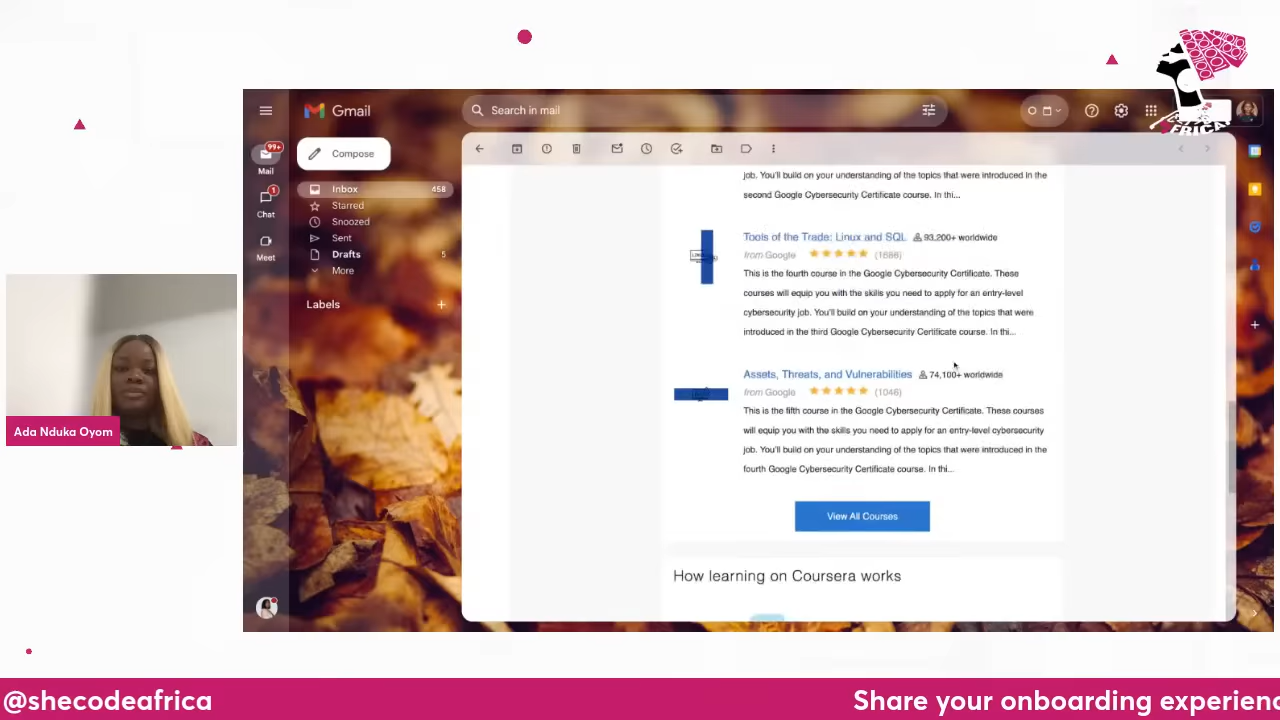 Gmail
Search in mail
99+
Mail
Compose
Inbox 458
Starred
1
Chat
Snoozed
Sent
Meet
Drafts 5
More
Labels +
job. You'll build on your understanding of the topics that were introduced in the
second Google Cybersecurity Certificate course. In thi...
Tools of the Trade: Linux and SQL 93,200+ worldwide
from Google (1686)
This is the fourth course in the Google Cybersecurity Certificate. These
courses will equip you with the skills you need to apply for an entry-level
cybersecurity job. You'll build on your understanding of the topics that were
introduced in the third Google Cybersecurity Certificate course. In thi...
Assets, Threats, and Vulnerabilities 74,100+ worldwide
from Google (1046)
This is the fifth course in the Google Cybersecurity Certificate. These courses
will equip you with the skills you need to apply for an entry-level cybersecurity
job. You'll build on your understanding of the topics that were introduced in the
fourth Google Cybersecurity Certificate course. In thi...
View All Courses
How learning on Coursera works
Ada Nduka Oyom
@shecodeafrica
Share your onboarding experienc